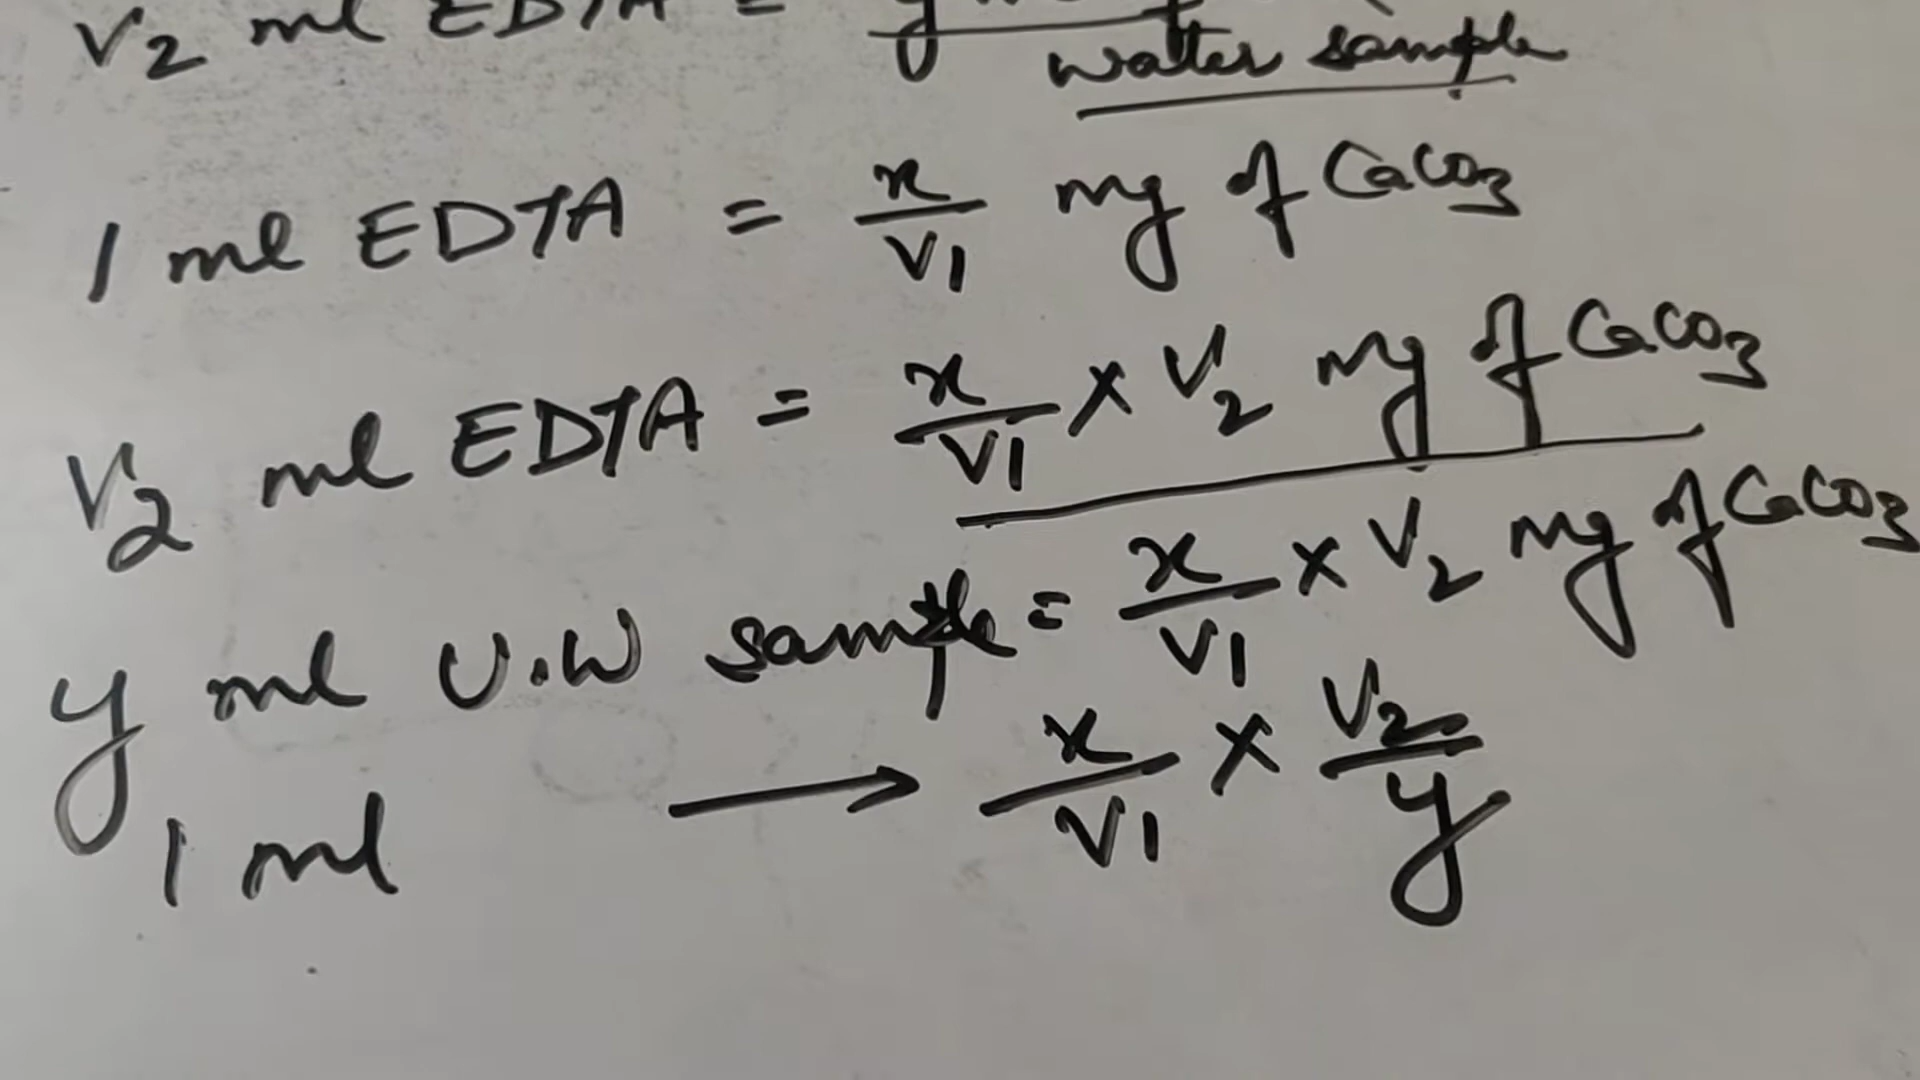 V2 ml EDTA = y
water sample
1 ml EDTA = x/V1 mg of CaCO3
V2 ml EDTA = x/V1 × V2 mg of CaCO3
y ml U.W sample = x/V1 × V2 mg of CaCO3
1 ml → x/V1 × V2/y